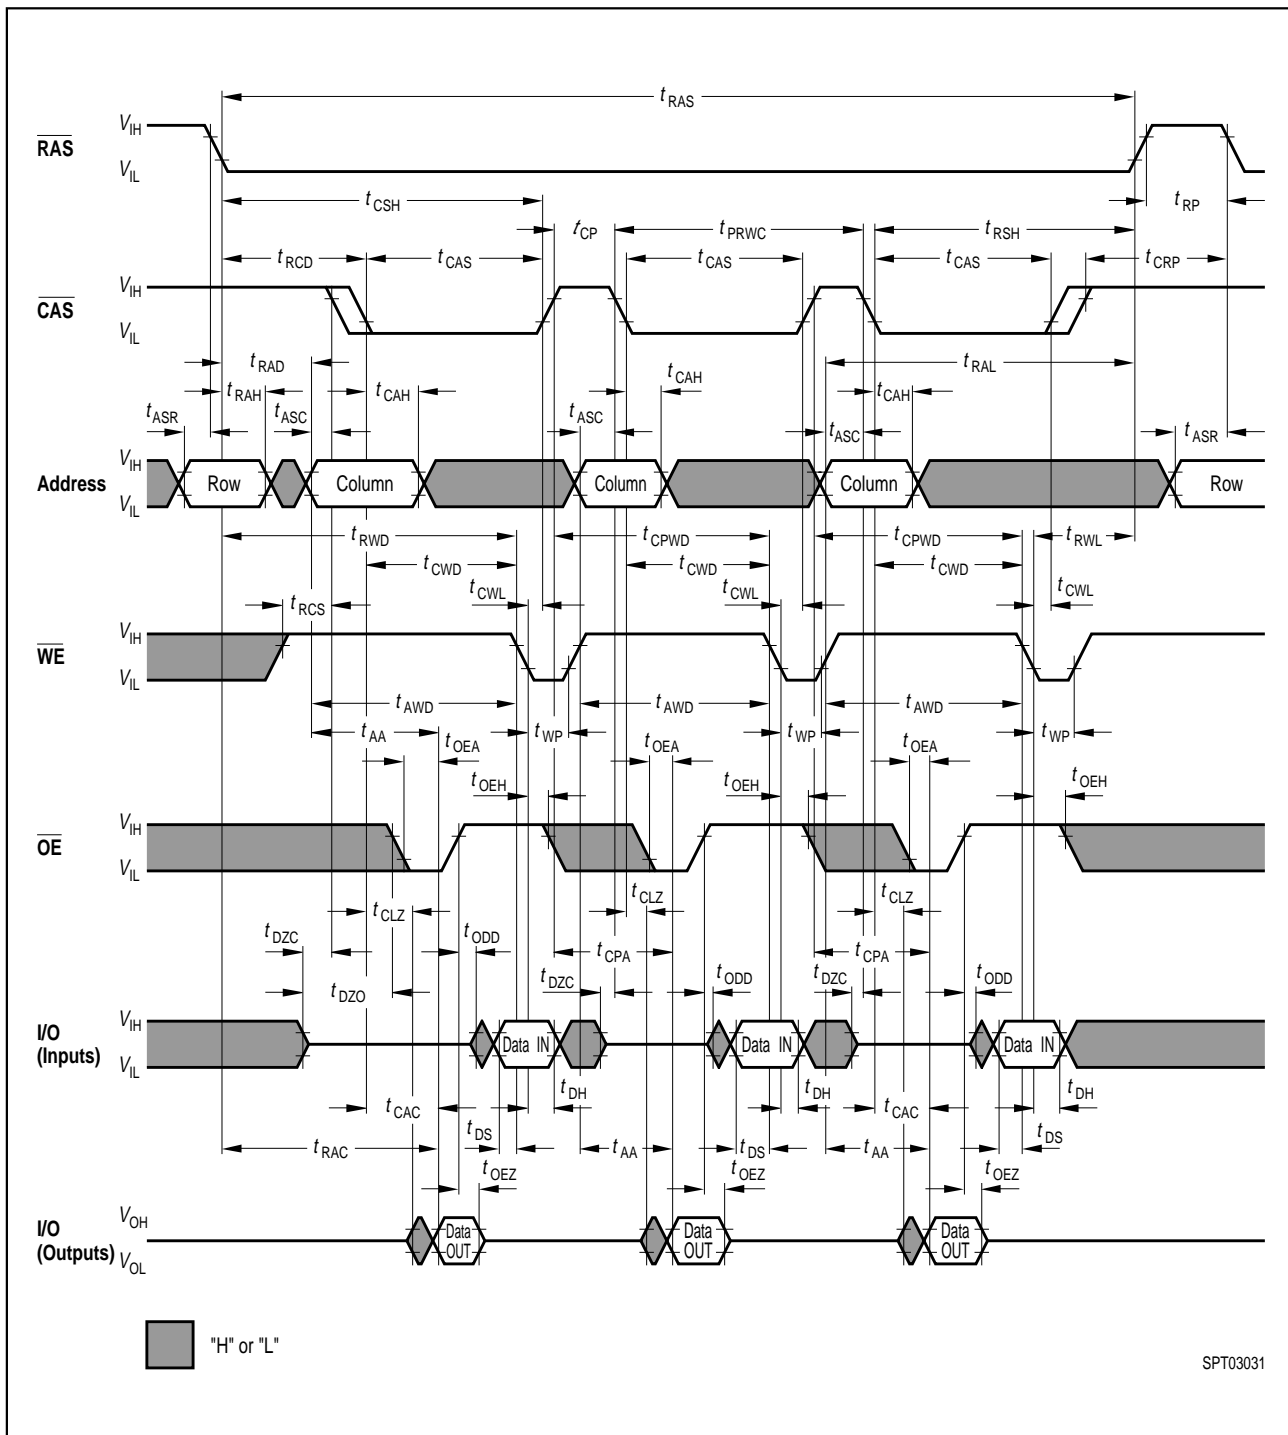 tRAS
VIH
RAS
VIL
tCSH
tRP
tCP
tPRWC
tRSH
tRCD
tCAS
tCAS
tCAS
tCRP
VIH
CAS
VIL
tRAD
tRAL
tRAH
tCAH
tCAH
tCAH
tASR
tASC
tASC
tASC
tASR
VIH
Address
Row
Column
Column
Column
Row
VIL
tRWD
tCPWD
tCPWD
tRWL
tCWD
tCWD
tCWD
tCWL
tCWL
tCWL
tRCS
VIH
WE
VIL
tAWD
tAWD
tAWD
tAA
tWP
tWP
tWP
tOEA
tOEA
tOEA
tOEH
tOEH
tOEH
VIH
OE
VIL
tCLZ
tCLZ
tCLZ
tDZC
tODD
tCPA
tCPA
tDZC
tODD
tDZC
tODD
tDZO
VIH
I/O
(Inputs)
Data IN
Data IN
Data IN
VIL
tDH
tDH
tDH
tCAC
tCAC
tDS
tDS
tDS
tRAC
tAA
tAA
tOEZ
tOEZ
tOEZ
VOH
I/O
(Outputs)
Data
OUT
Data
OUT
Data
OUT
VOL
"H" or "L"
SPT03031